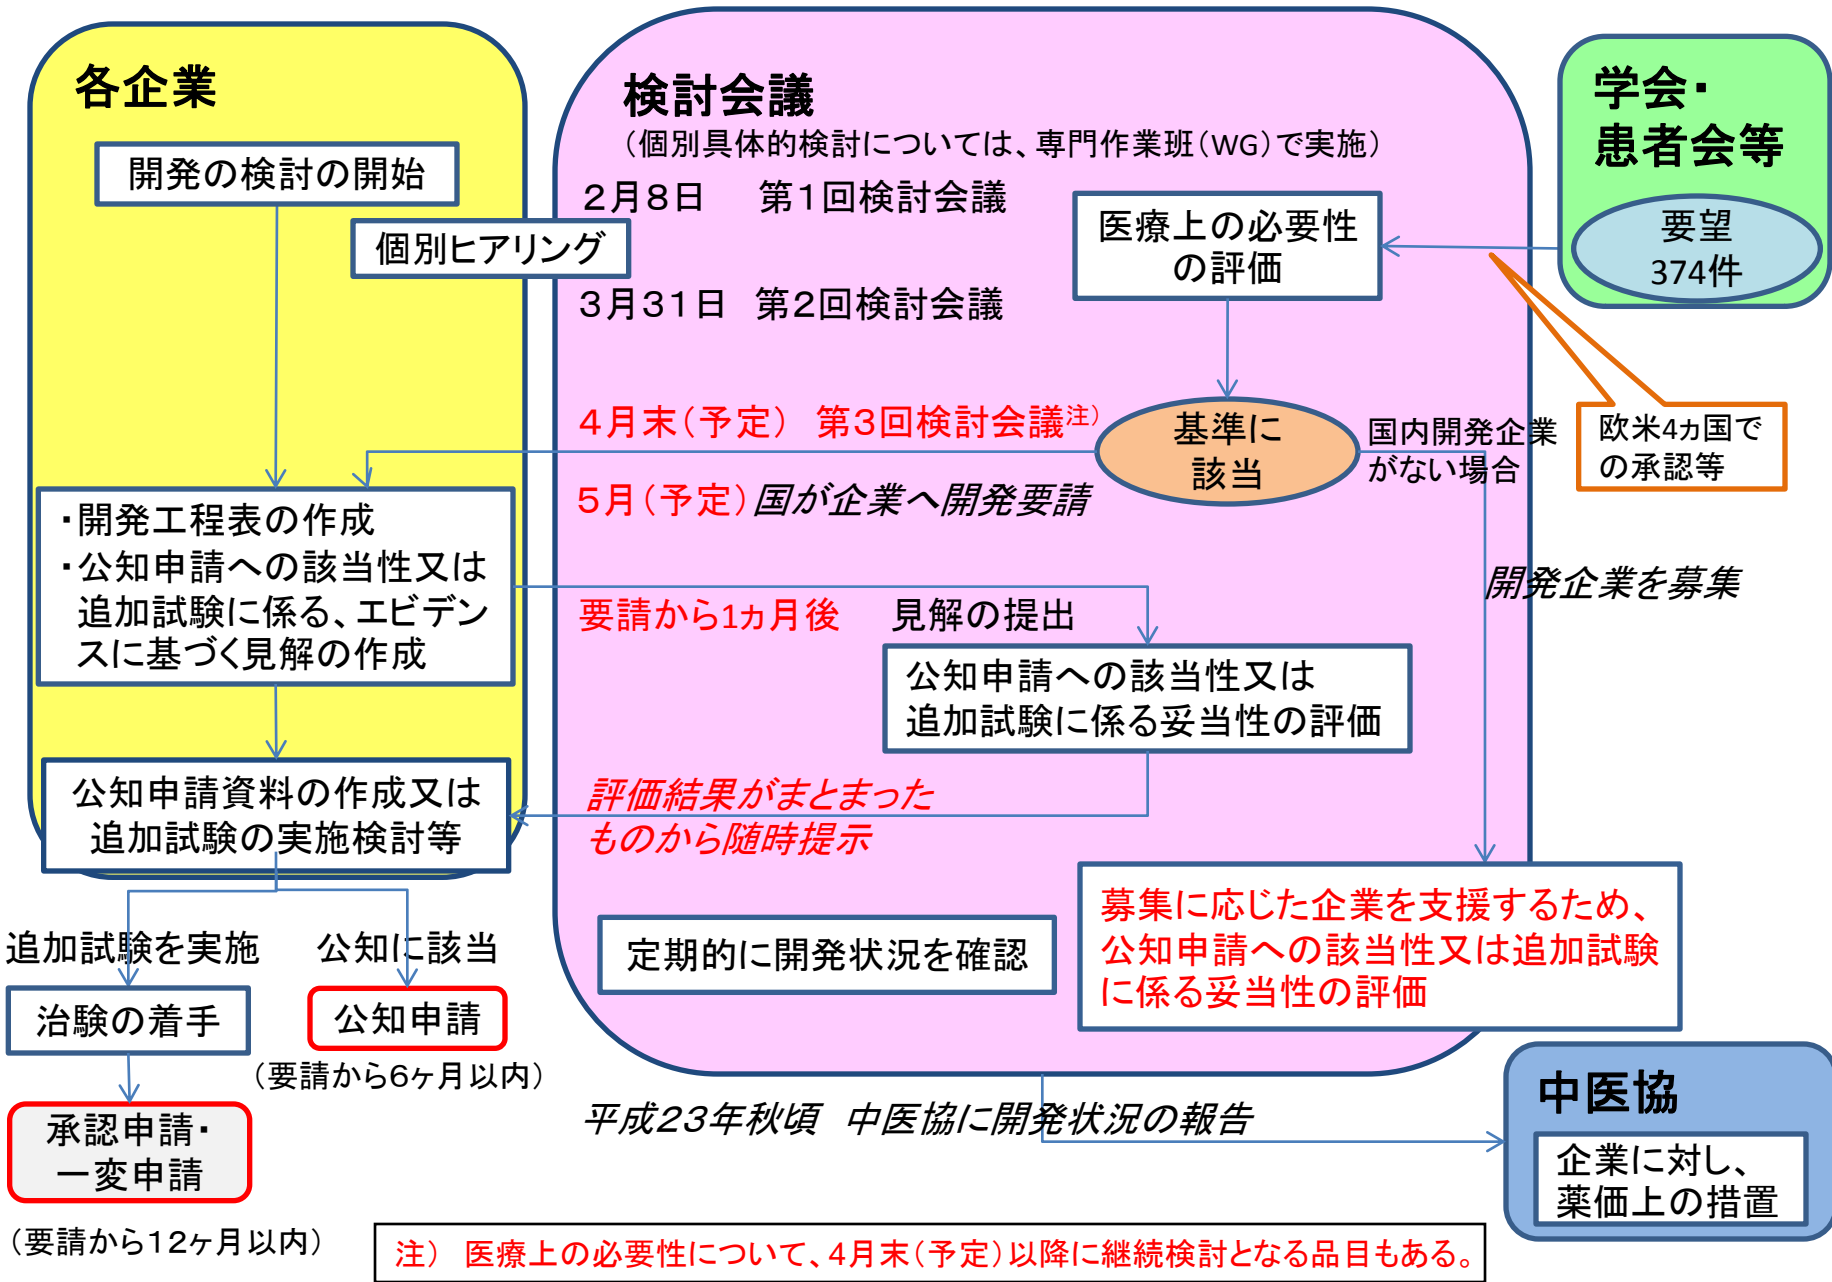 各企業
開発の検討の開始
個別ヒアリング
・開発工程表の作成
・公知申請への該当性又は
追加試験に係る、エビデン
スに基づく見解の作成
公知申請資料の作成又は
追加試験の実施検討等
追加試験を実施
公知に該当
治験の着手
公知申請
（要請から6ヶ月以内）
承認申請・
一変申請
（要請から１２ヶ月以内）
検討会議
（個別具体的検討については、専門作業班（WG）で実施）
２月８日　第１回検討会議
３月３１日　第２回検討会議
４月末（予定）　第３回検討会議注）
５月（予定）国が企業へ開発要請
要請から1ヵ月後　見解の提出
医療上の必要性
の評価
基準に
該当
国内開発企業
がない場合
開発企業を募集
公知申請への該当性又は
追加試験に係る妥当性の評価
評価結果がまとまった
ものから随時提示
定期的に開発状況を確認
募集に応じた企業を支援するため、
公知申請への該当性又は追加試験
に係る妥当性の評価
平成２３年秋頃　中医協に開発状況の報告
学会・
患者会等
要望
374件
欧米4ヵ国で
の承認等
中医協
企業に対し、
薬価上の措置
注）　医療上の必要性について、4月末（予定）以降に継続検討となる品目もある。